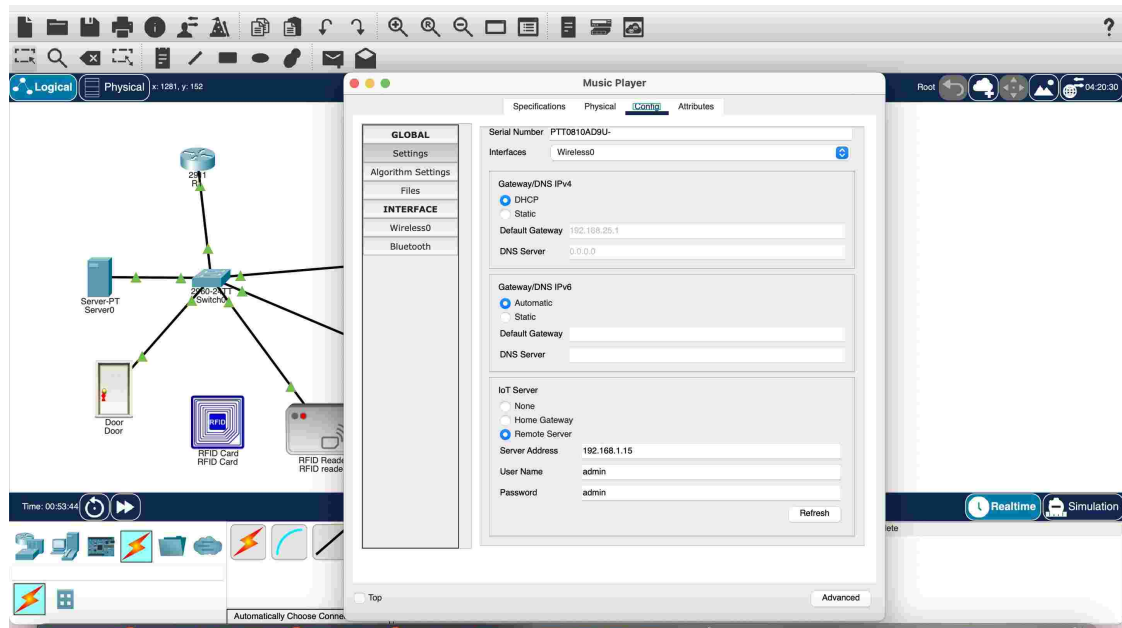 ?
Logical
Physical
x: 1281, y: 152
Root
04:20:30
Music Player
Specifications Physical Config Attributes
GLOBAL
Settings
Algorithm Settings
Files
INTERFACE
Wireless0
Bluetooth
Serial Number PTT0810AD9U-
Interfaces Wireless0
Gateway/DNS IPv4
DHCP
Static
Default Gateway 192.168.25.1
DNS Server 0.0.0.0
Gateway/DNS IPv6
Automatic
Static
Default Gateway
DNS Server
IoT Server
None
Home Gateway
Remote Server
Server Address 192.168.1.15
User Name admin
Password admin
Refresh
Top
Advanced
2911
R1
2960-24TT
Switch0
Server-PT
Server0
Door
Door
RFID
RFID Card
RFID Card
RFID Reade
RFID reade
Time: 00:53:44
Realtime
Simulation
lete
Automatically Choose Conne